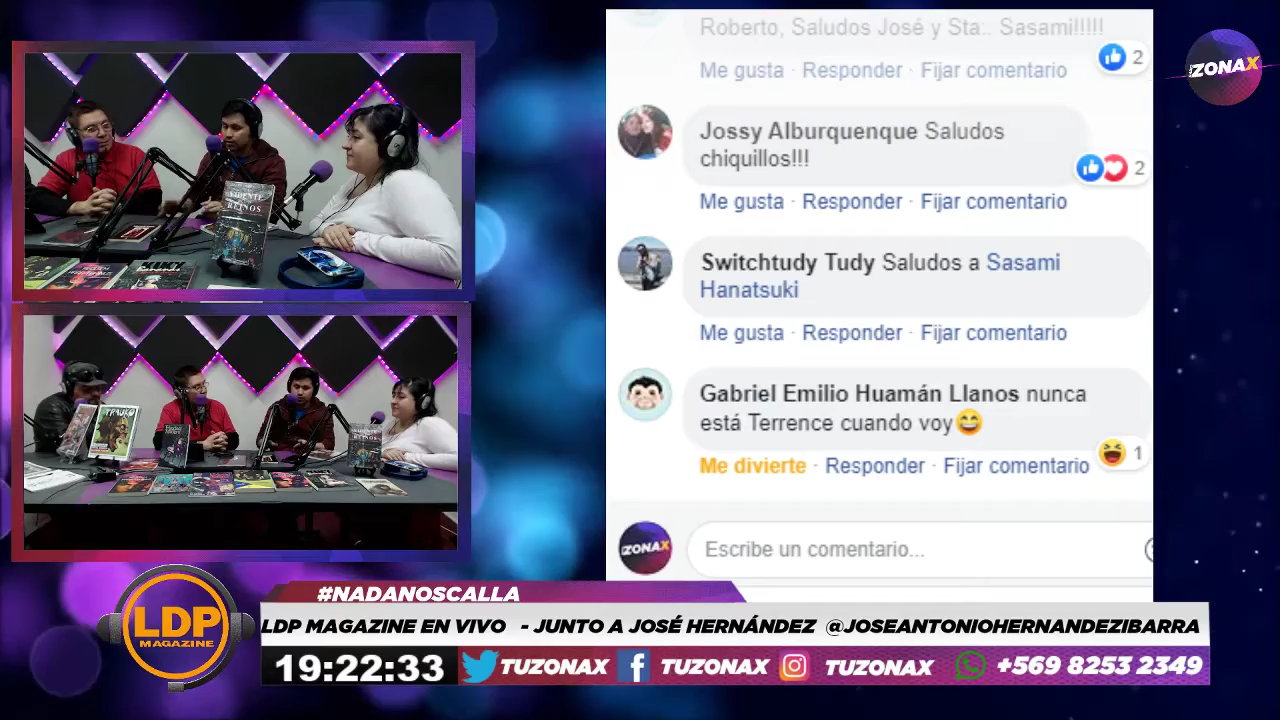 Roberto, Saludos José y Sta:. Sasami!!!!!
2
Me gusta · Responder · Fijar comentario
ZONAX
Jossy Alburquenque Saludos
chiquillos!!!
2
Me gusta · Responder · Fijar comentario
Switchtudy Tudy Saludos a Sasami
Hanatsuki
Me gusta · Responder · Fijar comentario
Gabriel Emilio Huamán Llanos nunca
está Terrence cuando voy😄
1
Me divierte · Responder · Fijar comentario
ZONAX
Escribe un comentario...
REINOS
TRAUKO
LDP
MAGAZINE
#NADANOSCALLA
LDP MAGAZINE EN VIVO - JUNTO A JOSÉ HERNÁNDEZ @JOSEANTONIOHERNANDEZIBARRA
19:22:33 TUZONAX TUZONAX TUZONAX +569 8253 2349